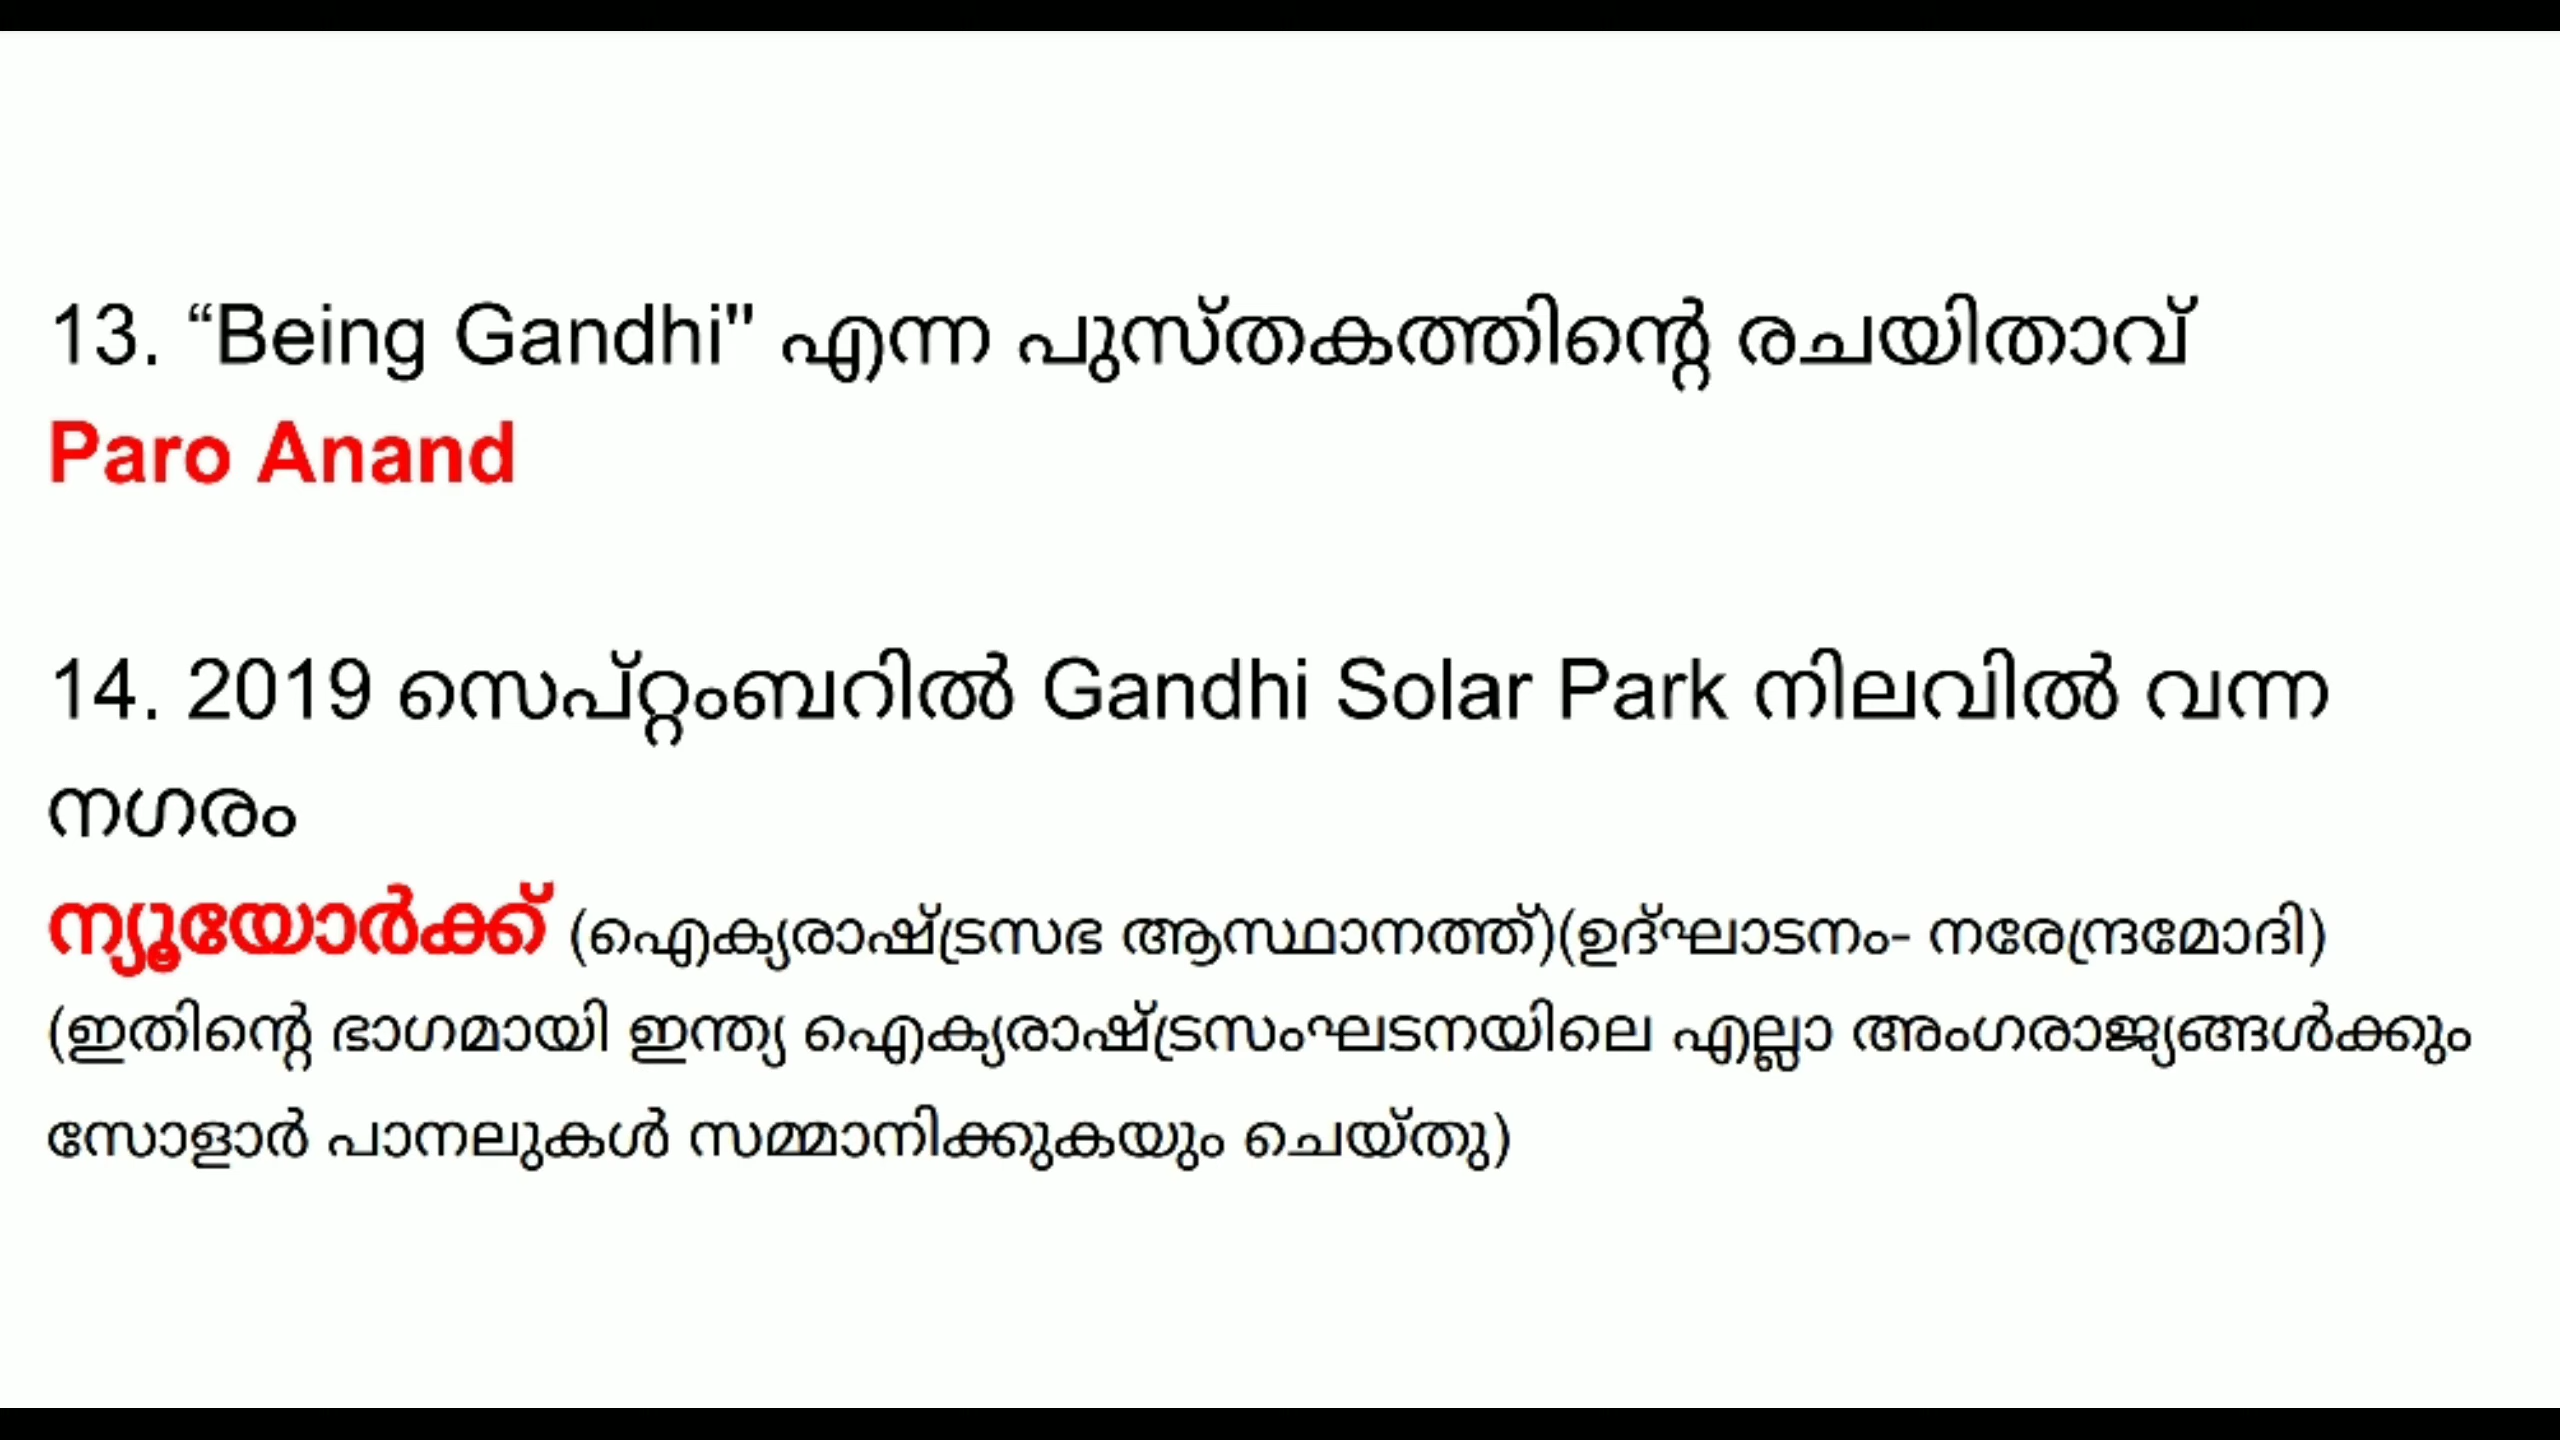 13. “Being Gandhi" എന്ന പുസ്തകത്തിന്റെ രചയിതാവ്
Paro Anand
14. 2019 സെപ്റ്റംബറിൽ Gandhi Solar Park നിലവിൽ വന്ന
നഗരം
ന്യൂയോർക്ക് (ഐക്യരാഷ്ട്രസഭ ആസ്ഥാനത്ത്)(ഉദ്ഘാടനം- നരേന്ദ്രമോദി)
(ഇതിന്റെ ഭാഗമായി ഇന്ത്യ ഐക്യരാഷ്ട്രസംഘടനയിലെ എല്ലാ അംഗരാജ്യങ്ങൾക്കും
സോളാർ പാനലുകൾ സമ്മാനിക്കുകയും ചെയ്തു)